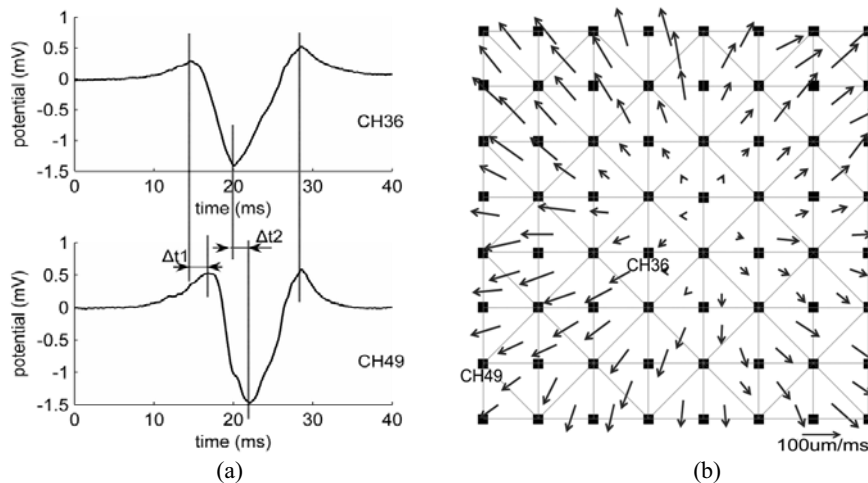 1
0.5
0
-0.5
-1
-1.5
potential (mV)
CH36
0 10 20 30 40
time (ms)
Δt1
Δt2
1
0.5
0
-0.5
-1
-1.5
potential (mV)
CH49
0 10 20 30 40
time (ms)
(a)
CH36
CH49
100um/ms
(b)